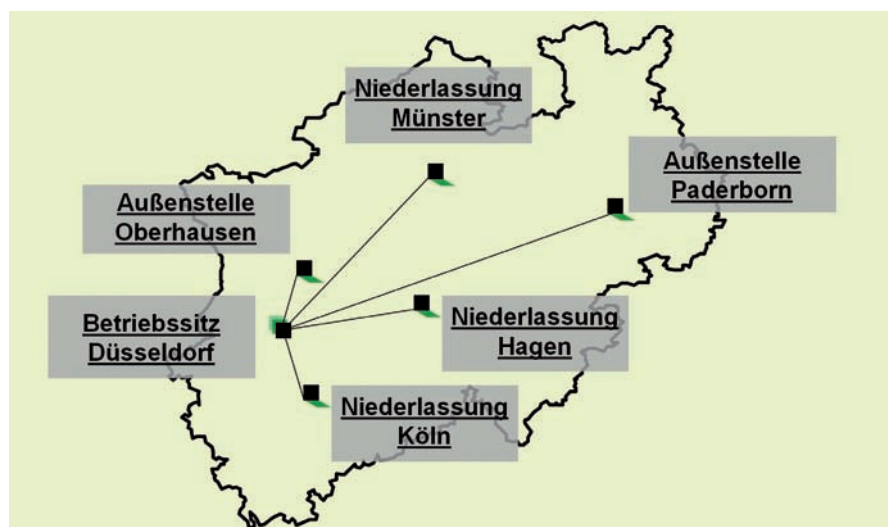 Niederlassung
Münster
Außenstelle
Paderborn
Außenstelle
Oberhausen
Betriebssitz
Düsseldorf
Niederlassung
Hagen
Niederlassung
Köln